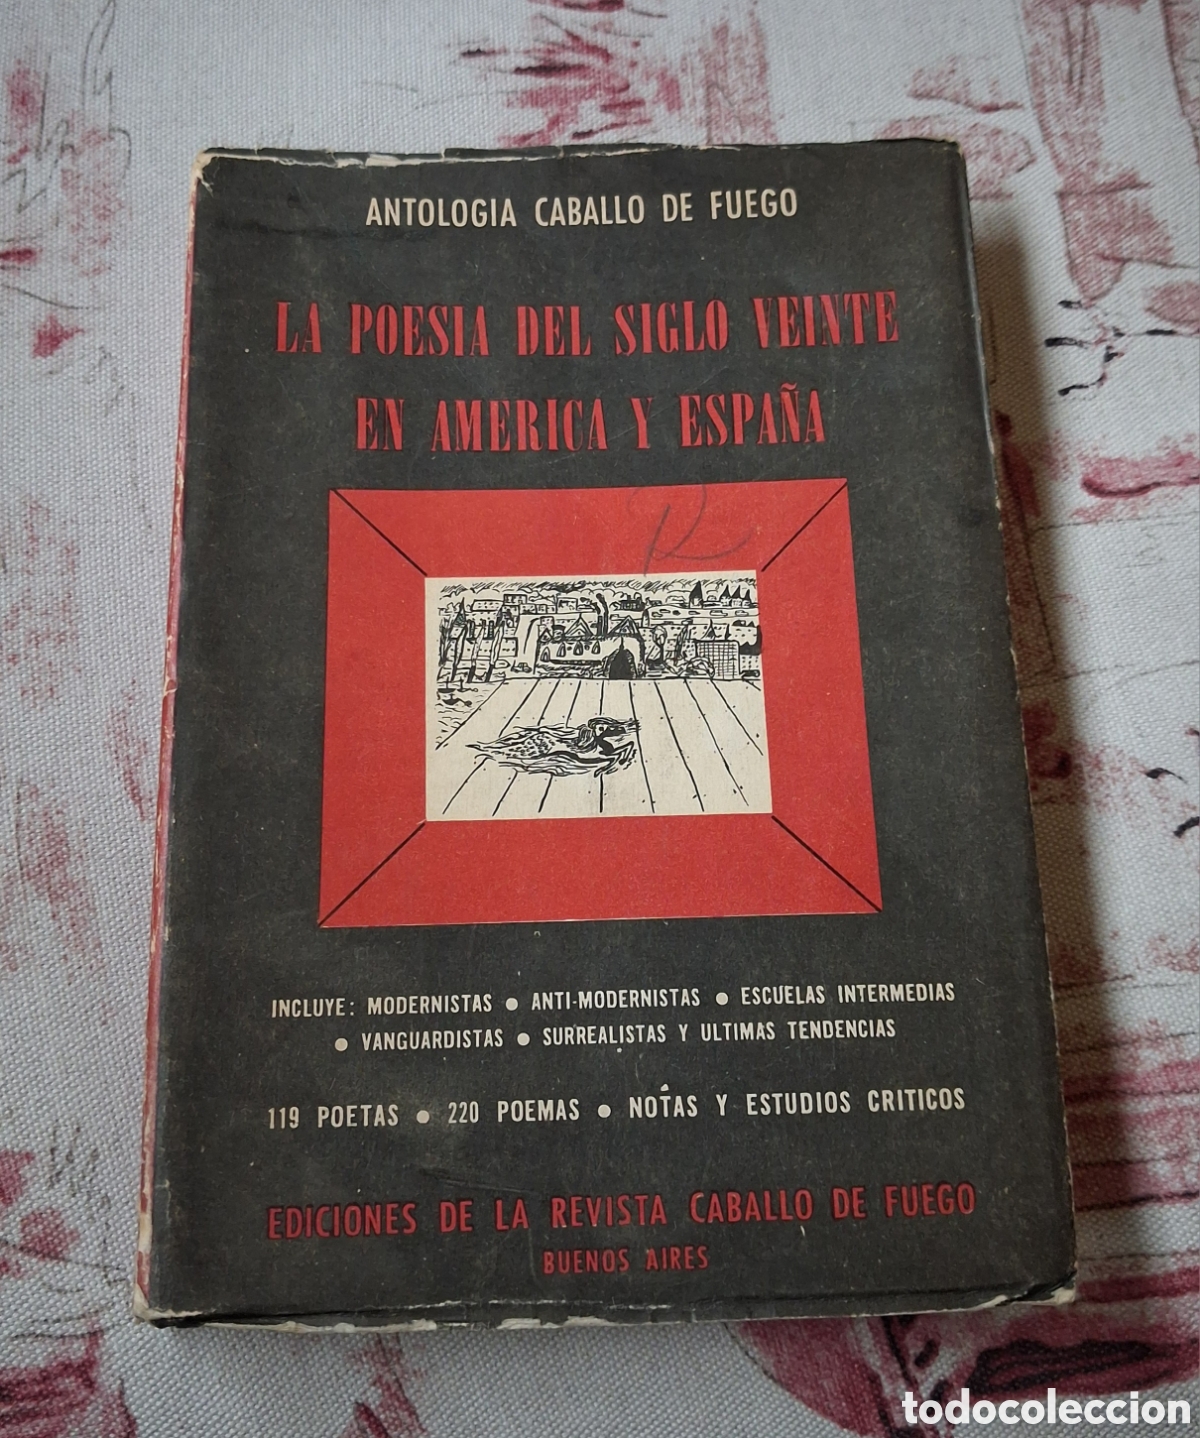 ANTOLOGIA CABALLO DE FUEGO
LA POESIA DEL SIGLO VEINTE
EN AMERICA Y ESPAÑA
R
INCLUYE: MODERNISTAS ● ANTI-MODERNISTAS ● ESCUELAS INTERMEDIAS
● VANGUARDISTAS ● SURREALISTAS Y ULTIMAS TENDENCIAS
119 POETAS ● 220 POEMAS ● NOTAS Y ESTUDIOS CRITICOS
EDICIONES DE LA REVISTA CABALLO DE FUEGO
BUENOS AIRES
todocoleccion